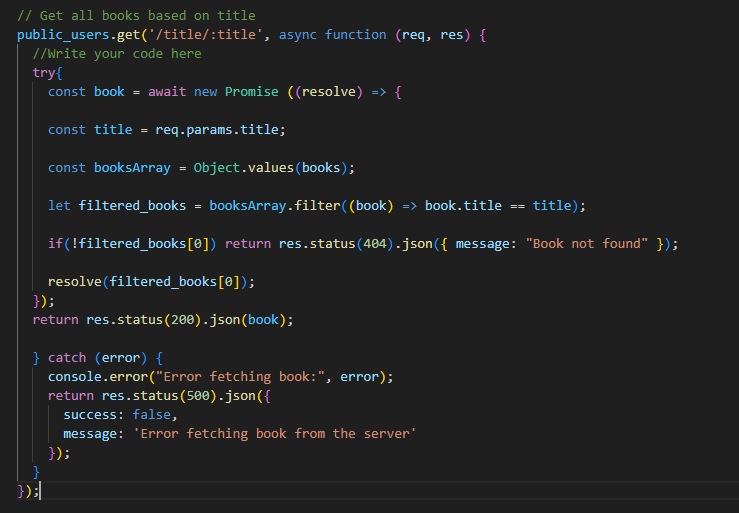 // Get all books based on title
public_users.get('/title/:title', async function (req, res) {
//Write your code here
try{
const book = await new Promise ((resolve) => {
const title = req.params.title;
const booksArray = Object.values(books);
let filtered_books = booksArray.filter((book) => book.title == title);
if(!filtered_books[0]) return res.status(404).json({ message: "Book not found" });
resolve(filtered_books[0]);
});
return res.status(200).json(book);
} catch (error) {
console.error("Error fetching book:", error);
return res.status(500).json({
success: false,
message: 'Error fetching book from the server'
});
}
});